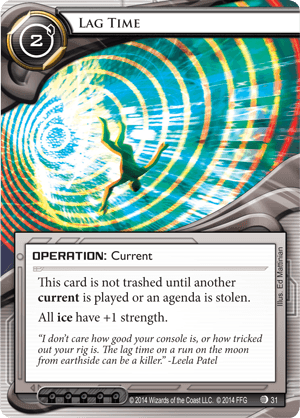 Lag Time
2
OPERATION: Current
This card is not trashed until another
current is played or an agenda is stolen.
All ice have +1 strength.
"I don't care how good your console is, or how tricked
out your rig is. The lag time on a run on the moon
from earthside can be a killer." -Leela Patel
Illus. Ed Mattinian
© 2014 Wizards of the Coast LLC. © 2014 FFG
31